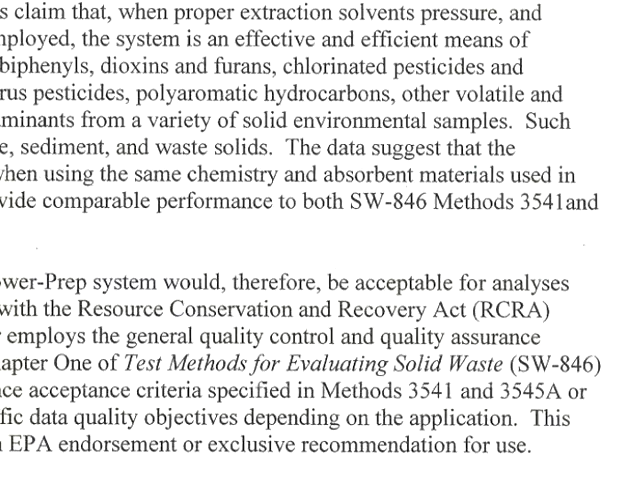 s claim that, when proper extraction solvents pressure, and
mployed, the system is an effective and efficient means of
biphenyls, dioxins and furans, chlorinated pesticides and
rus pesticides, polyaromatic hydrocarbons, other volatile and
minants from a variety of solid environmental samples. Such
e, sediment, and waste solids. The data suggest that the
when using the same chemistry and absorbent materials used in
vide comparable performance to both SW-846 Methods 3541and
ower-Prep system would, therefore, be acceptable for analyses
with the Resource Conservation and Recovery Act (RCRA)
employs the general quality control and quality assurance
apter One of Test Methods for Evaluating Solid Waste (SW-846)
ce acceptance criteria specified in Methods 3541 and 3545A or
fic data quality objectives depending on the application. This
EPA endorsement or exclusive recommendation for use.